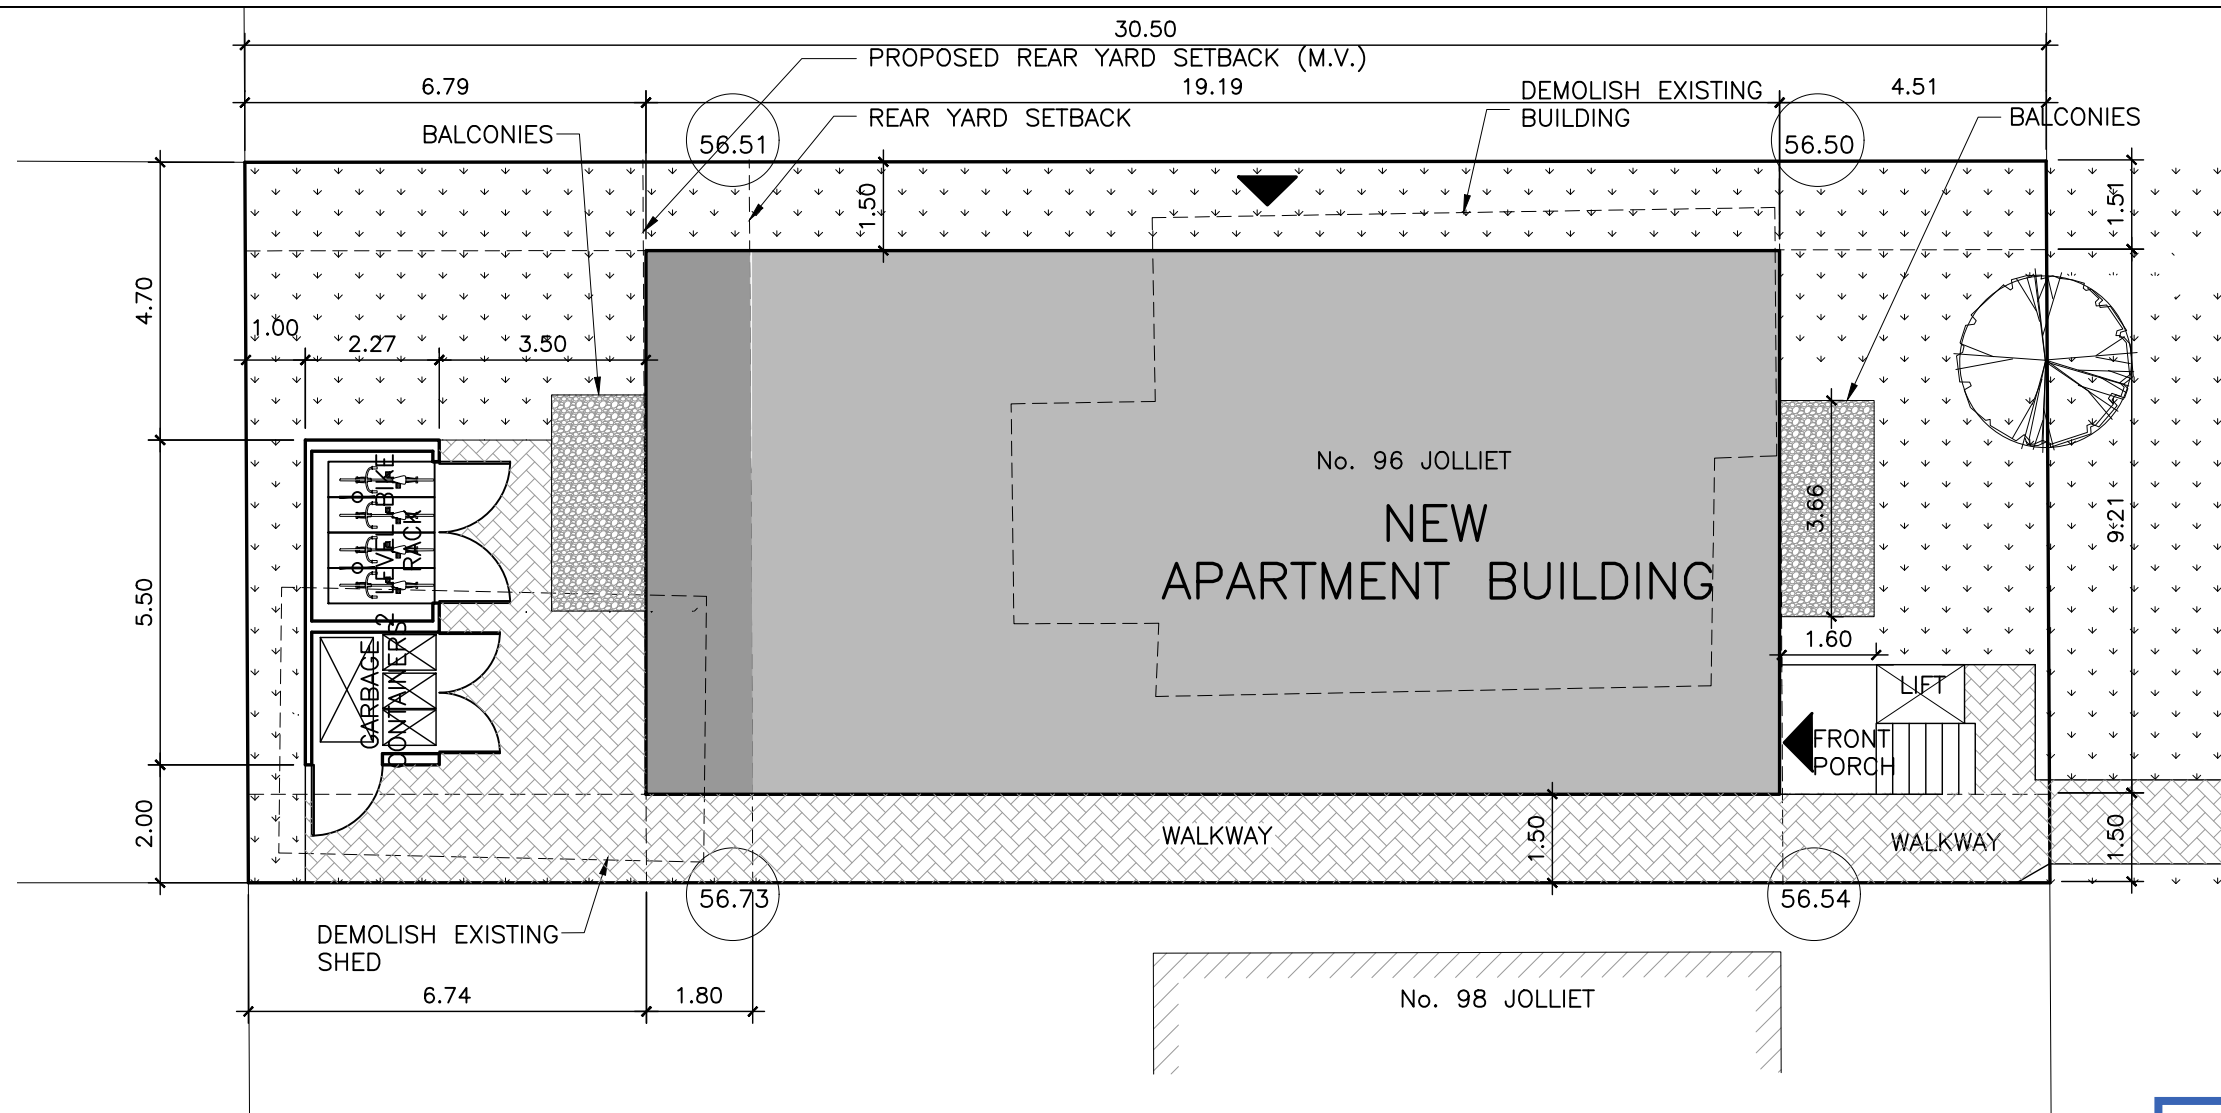 30.50
PROPOSED REAR YARD SETBACK (M.V.)
6.79
19.19
4.51
DEMOLISH EXISTING
BUILDING
REAR YARD SETBACK
BALCONIES
BALCONIES
56.51
56.50
1.50
1.51
4.70
1.00
2.27
3.50
No. 96 JOLLIET
NEW
APARTMENT BUILDING
3.66
9.21
5.50
2 LEVEL BIKE
RACK
GARBAGE
CONTAINERS
1.60
LIFT
FRONT
PORCH
2.00
WALKWAY
1.50
WALKWAY
1.50
56.73
56.54
DEMOLISH EXISTING
SHED
6.74
1.80
No. 98 JOLLIET